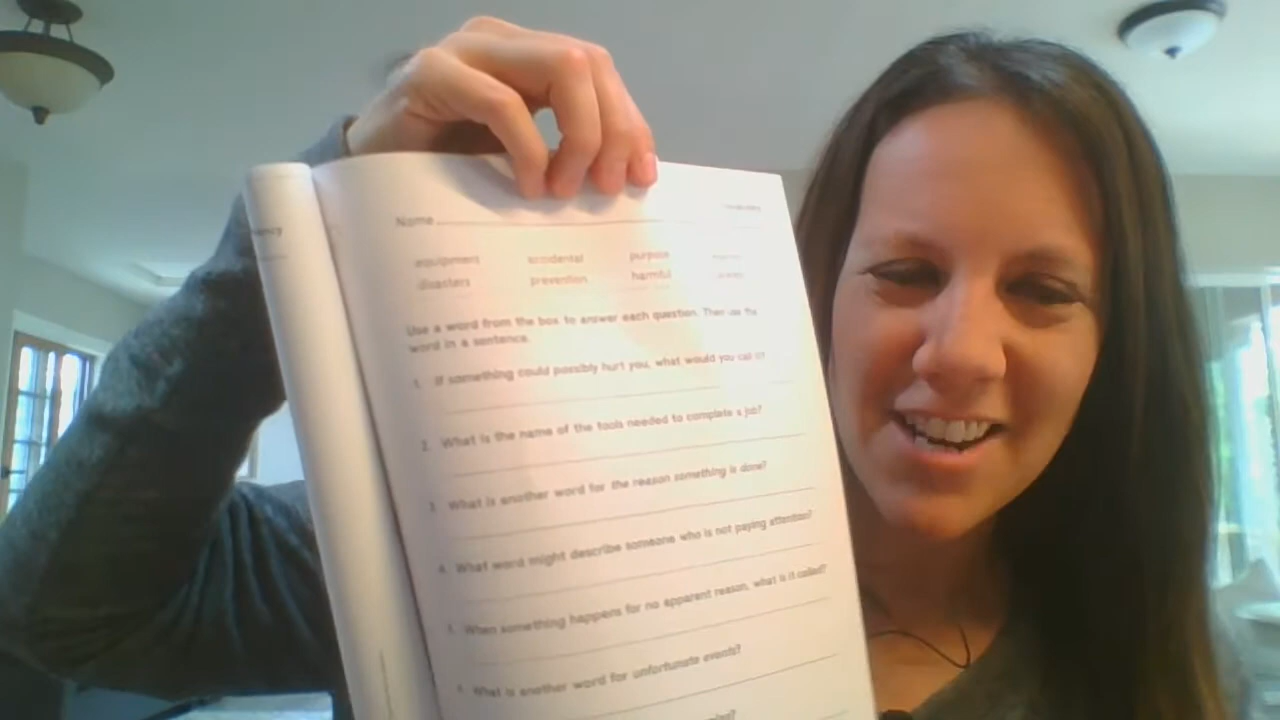 Name
equipment accidental purpose
disasters prevention harmful
Use a word from the box to answer each question. Then use the
word in a sentence.
1. If something could possibly hurt you, what would you call it?
2. What is the name of the tools needed to complete a job?
3. What is another word for the reason something is done?
4. What word might describe someone who is not paying attention?
5. When something happens for no apparent reason, what is it called?
6. What is another word for unfortunate events?